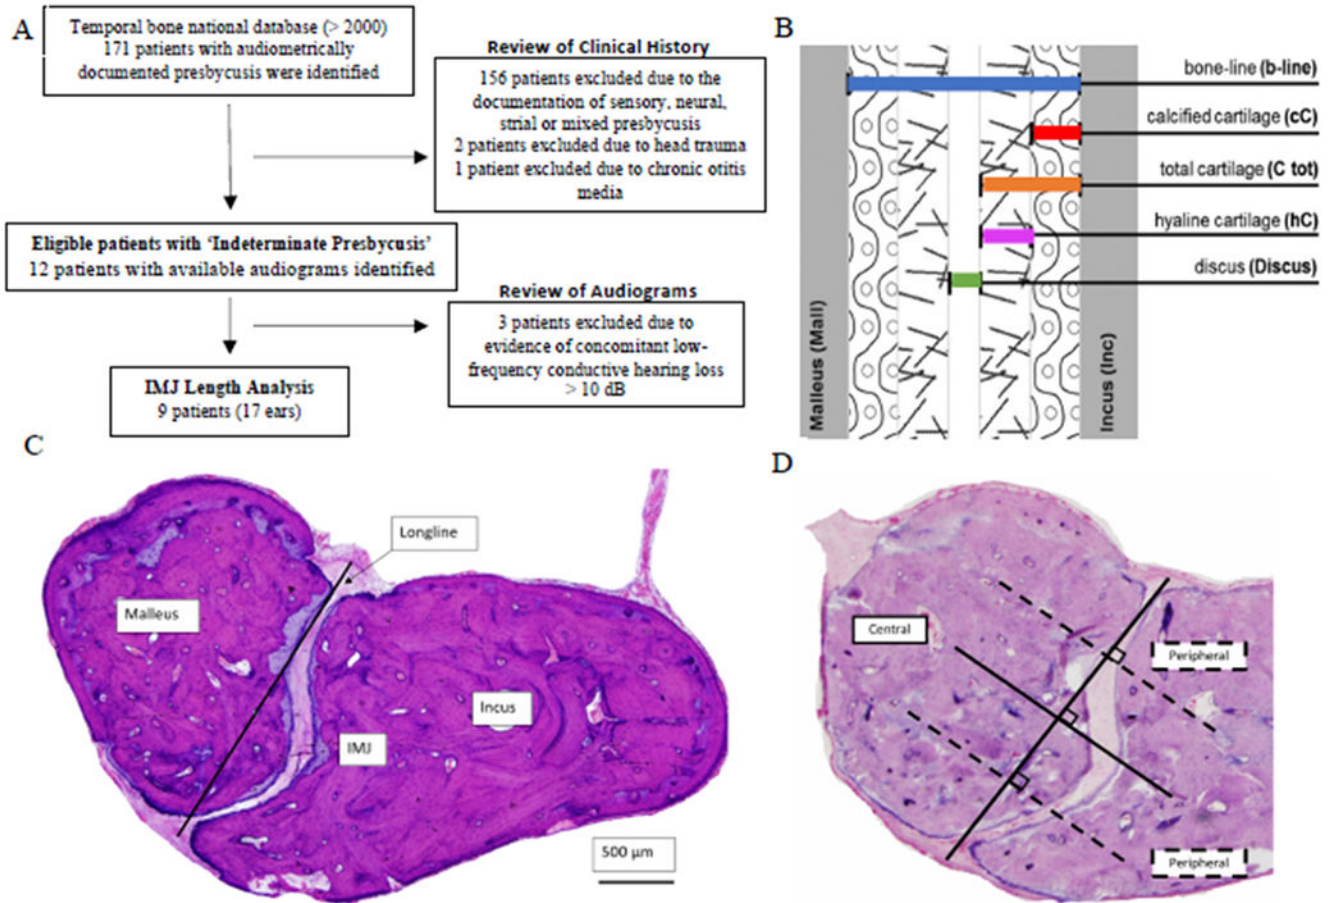 A
Temporal bone national database (> 2000)
171 patients with audiometrically
documented presbycusis were identified
Review of Clinical History
156 patients excluded due to the
documentation of sensory, neural,
strial or mixed presbycusis
2 patients excluded due to head trauma
1 patient excluded due to chronic otitis
media
Eligible patients with ‘Indeterminate Presbycusis’
12 patients with available audiograms identified
Review of Audiograms
3 patients excluded due to
evidence of concomitant low-
frequency conductive hearing loss
> 10 dB
IMJ Length Analysis
9 patients (17 ears)
B
bone-line (b-line)
calcified cartilage (cC)
total cartilage (C tot)
hyaline cartilage (hC)
discus (Discus)
Malleus (Mall)
Incus (Inc)
C
Longline
Malleus
Incus
IMJ
500 µm
D
Central
Peripheral
Peripheral